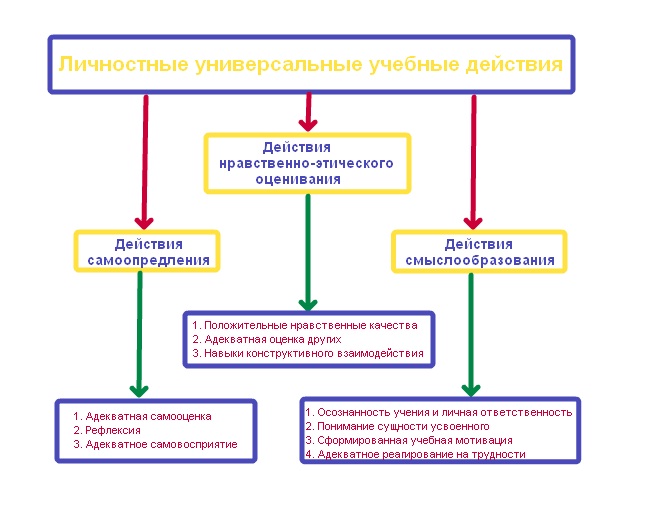 Личностные универсальные учебные действия
Действия
нравственно-этического
оценивания
Действия
самоопредления
Действия
смыслообразования
1. Положительные нравственные качества
2. Адекватная оценка других
3. Навыки конструктивного взаимодействия
1. Адекватная самооценка
2. Рефлексия
3. Адекватное самовосприятие
1. Осознанность учения и личная ответственность
2. Понимание сущности усвоенного
3. Сформированная учебная мотивация
4. Адекватное реагирование на трудности